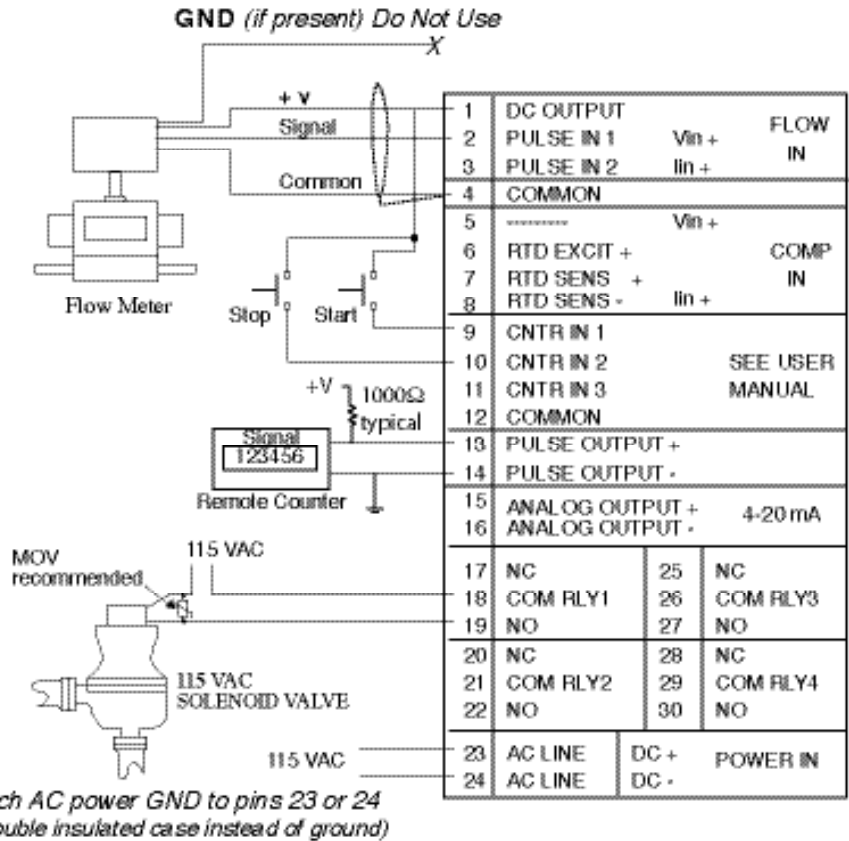 GND (if present) Do Not Use
X
+ V
Signal
Common
Flow Meter
Stop
Start
1 DC OUTPUT
2 PULSE IN 1 Vin +
3 PULSE IN 2 Iin +
FLOW
IN
4 COMMON
5 --------- Vin +
6 RTD EXCIT +
7 RTD SENS +
8 RTD SENS - Iin +
COMP
IN
9 CNTR IN 1
10 CNTR IN 2
11 CNTR IN 3
12 COMMON
SEE USER
MANUAL
+V
1000Ω
typical
Signal
123456
Remote Counter
13 PULSE OUTPUT +
14 PULSE OUTPUT -
15 ANALOG OUTPUT +
16 ANALOG OUTPUT -
4-20 mA
MOV
recommended
115 VAC
17 NC 25 NC
18 COM RLY1 26 COM RLY3
19 NO 27 NO
20 NC 28 NC
21 COM RLY2 29 COM RLY4
22 NO 30 NO
115 VAC
SOLENOID VALVE
115 VAC
23 AC LINE DC + POWER IN
24 AC LINE DC -
ch AC power GND to pins 23 or 24
ouble insulated case instead of ground)